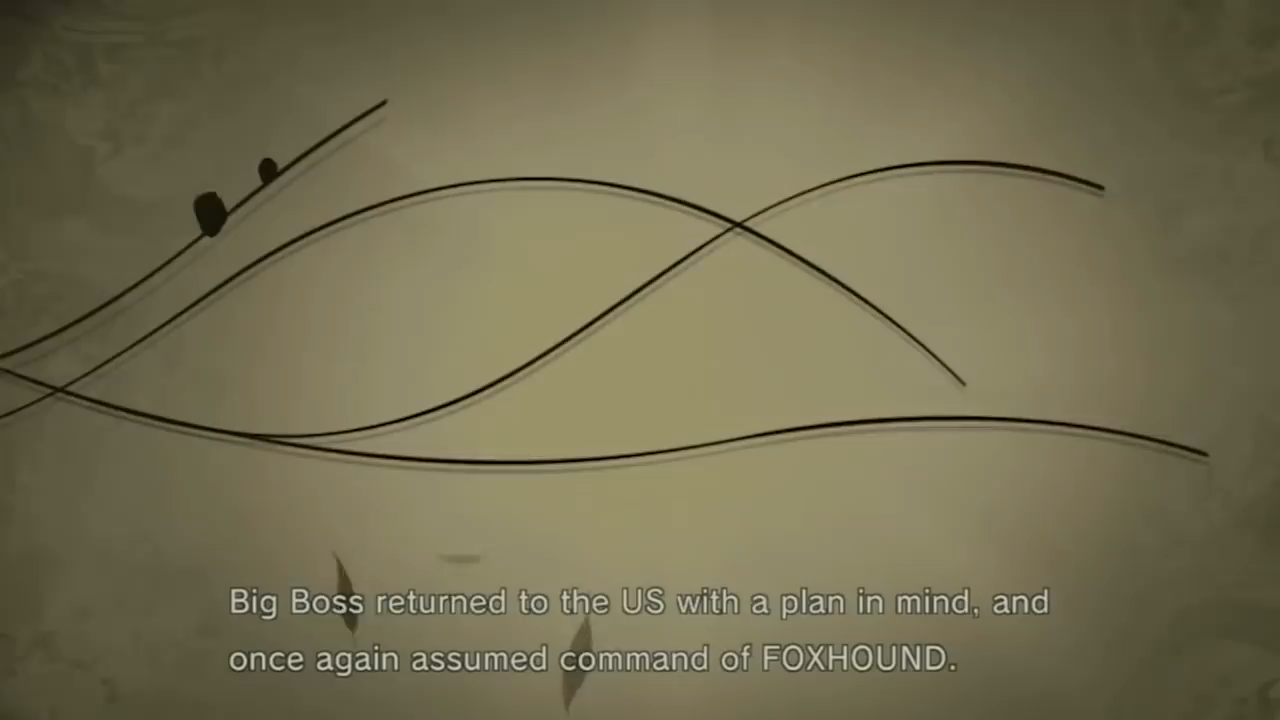 Big Boss returned to the US with a plan in mind, and
once again assumed command of FOXHOUND.